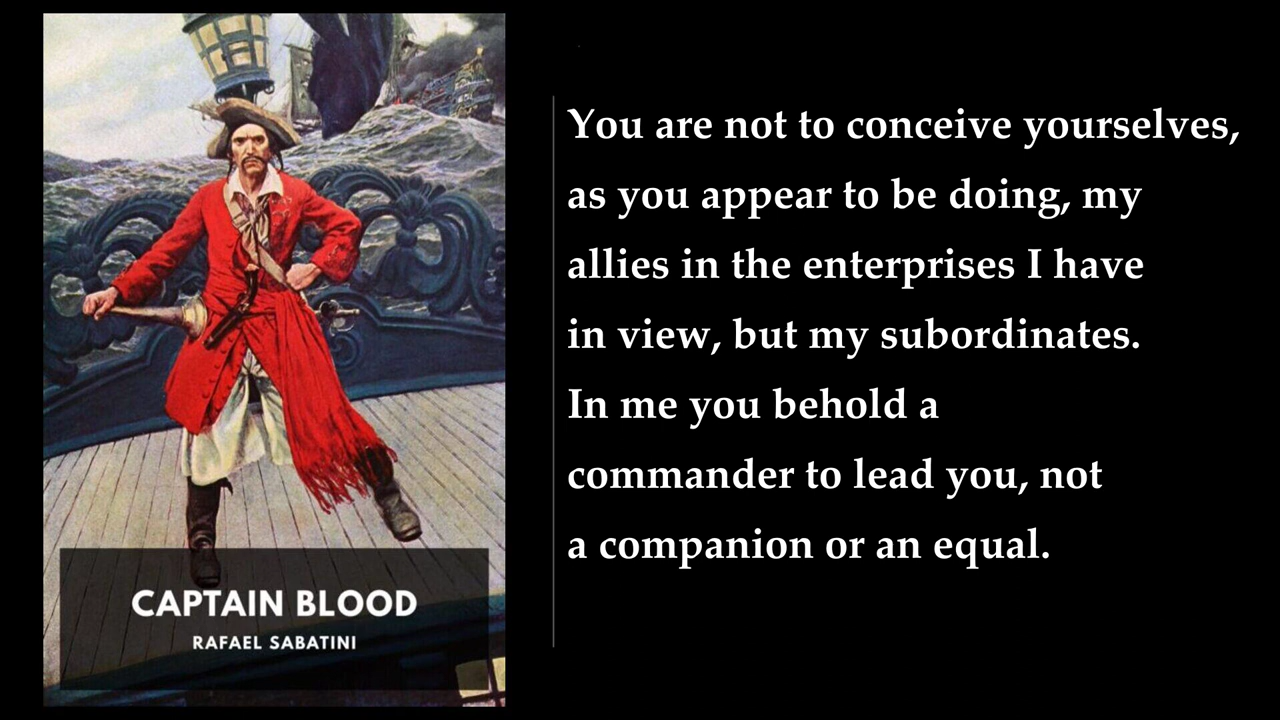 CAPTAIN BLOOD
RAFAEL SABATINI
You are not to conceive yourselves,
as you appear to be doing, my
allies in the enterprises I have
in view, but my subordinates.
In me you behold a
commander to lead you, not
a companion or an equal.